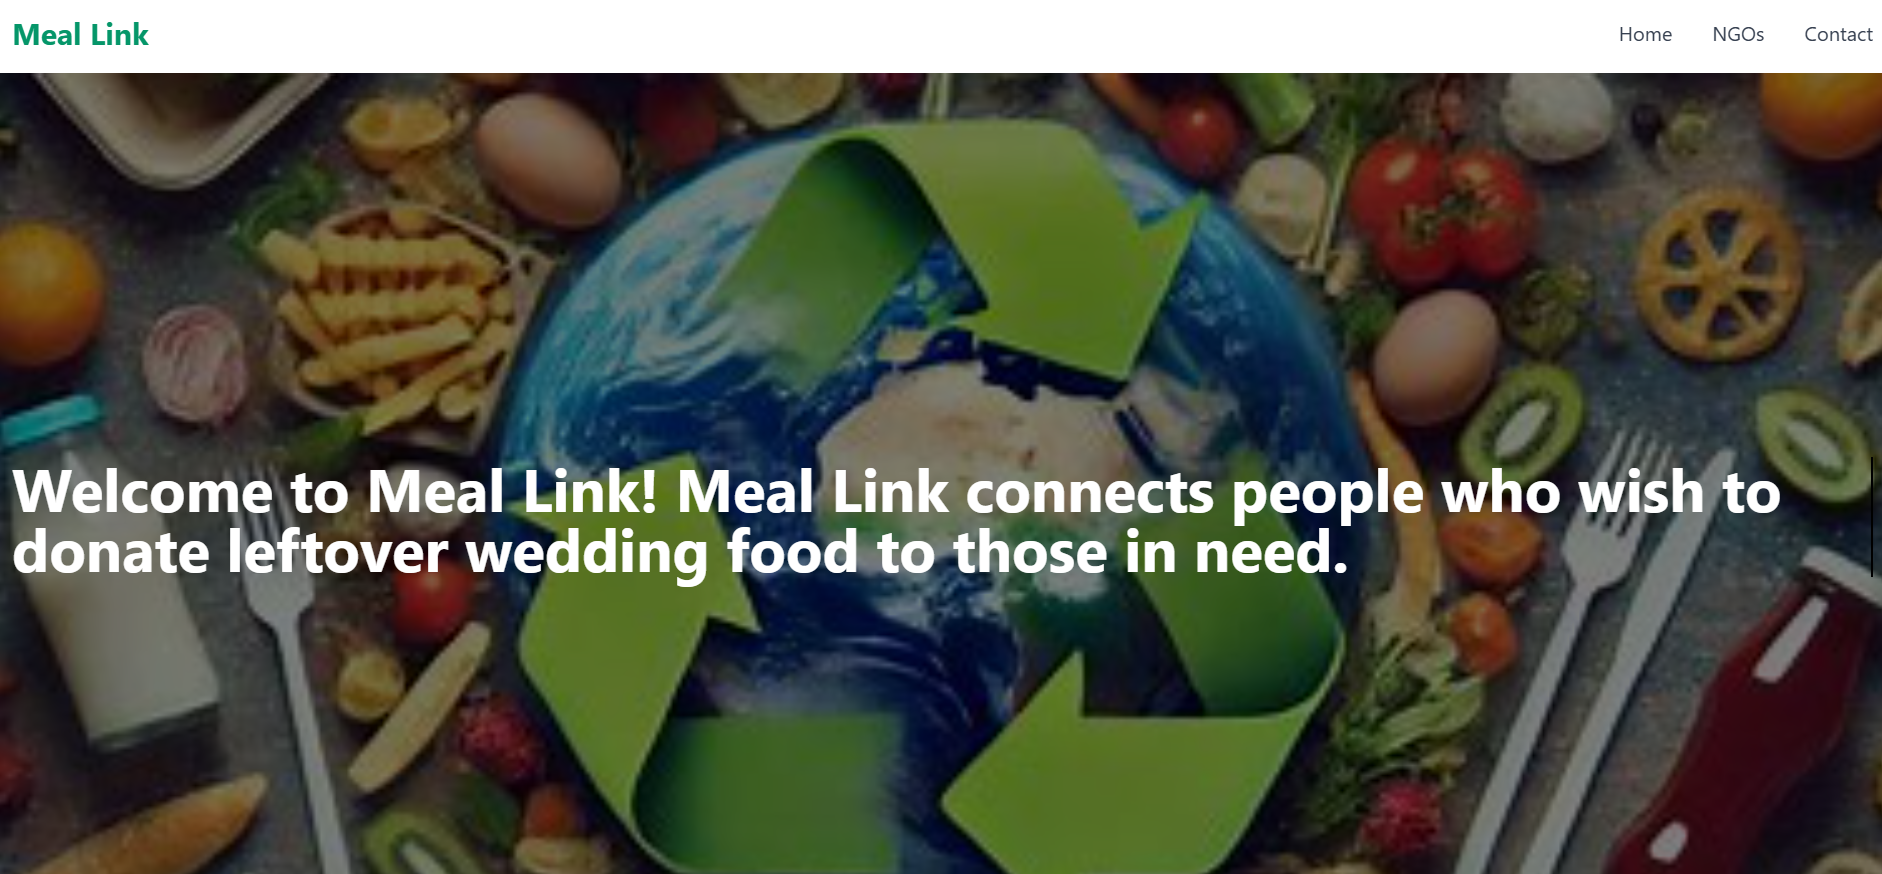 Meal Link
Home
NGOs
Contact
Welcome to Meal Link! Meal Link connects people who wish to
donate leftover wedding food to those in need.